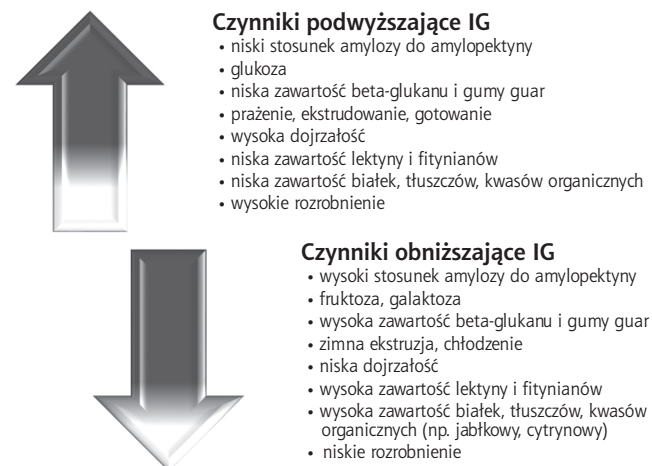 Czynniki podwyższające IG
• niski stosunek amylozy do amylopektyny
• glukoza
• niska zawartość beta-glukanu i gumy guar
• prażenie, ekstrudowanie, gotowanie
• wysoka dojrzałość
• niska zawartość lektyny i fitynianów
• niska zawartość białek, tłuszczów, kwasów organicznych
• wysokie rozrobnienie
Czynniki obniższające IG
• wysoki stosunek amylozy do amylopektyny
• fruktoza, galaktoza
• wysoka zawartość beta-glukanu i gumy guar
• zimna ekstruzja, chłodzenie
• niska dojrzałość
• wysoka zawartość lektyny i fitynianów
• wysoka zawartość białek, tłuszczów, kwasów
organicznych (np. jabłkowy, cytrynowy)
• niskie rozrobnienie